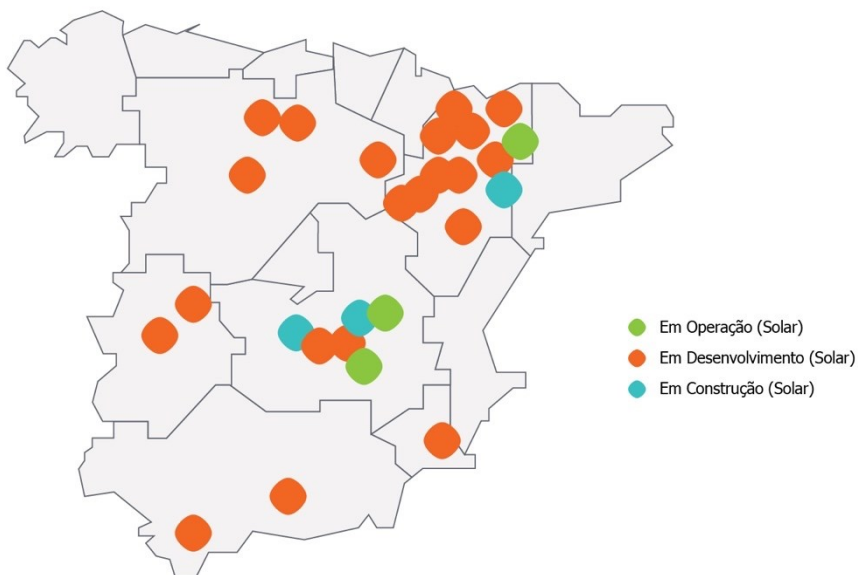 Em Operação (Solar)
Em Desenvolvimento (Solar)
Em Construção (Solar)